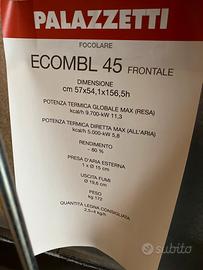 PALAZZETTI
FOCOLARE
ECOMBL 45 FRONTALE
DIMENSIONE
cm 57x54,1x156,5h
POTENZA TERMICA GLOBALE MAX (RESA)
kcal/h 9.700-kW 11,3
POTENZA TERMICA DIRETTA MAX (ALL'ARIA)
kcal/h 5.000-kW 5,8
RENDIMENTO
~ 80 %
PRESA D'ARIA ESTERNA
1 x Ø 15 cm
USCITA FUMI
Ø 19,6 cm
PESO
kg 172
QUANTITÀ LEGNA CONSIGLIATA
2,5÷4 kg/h
subito